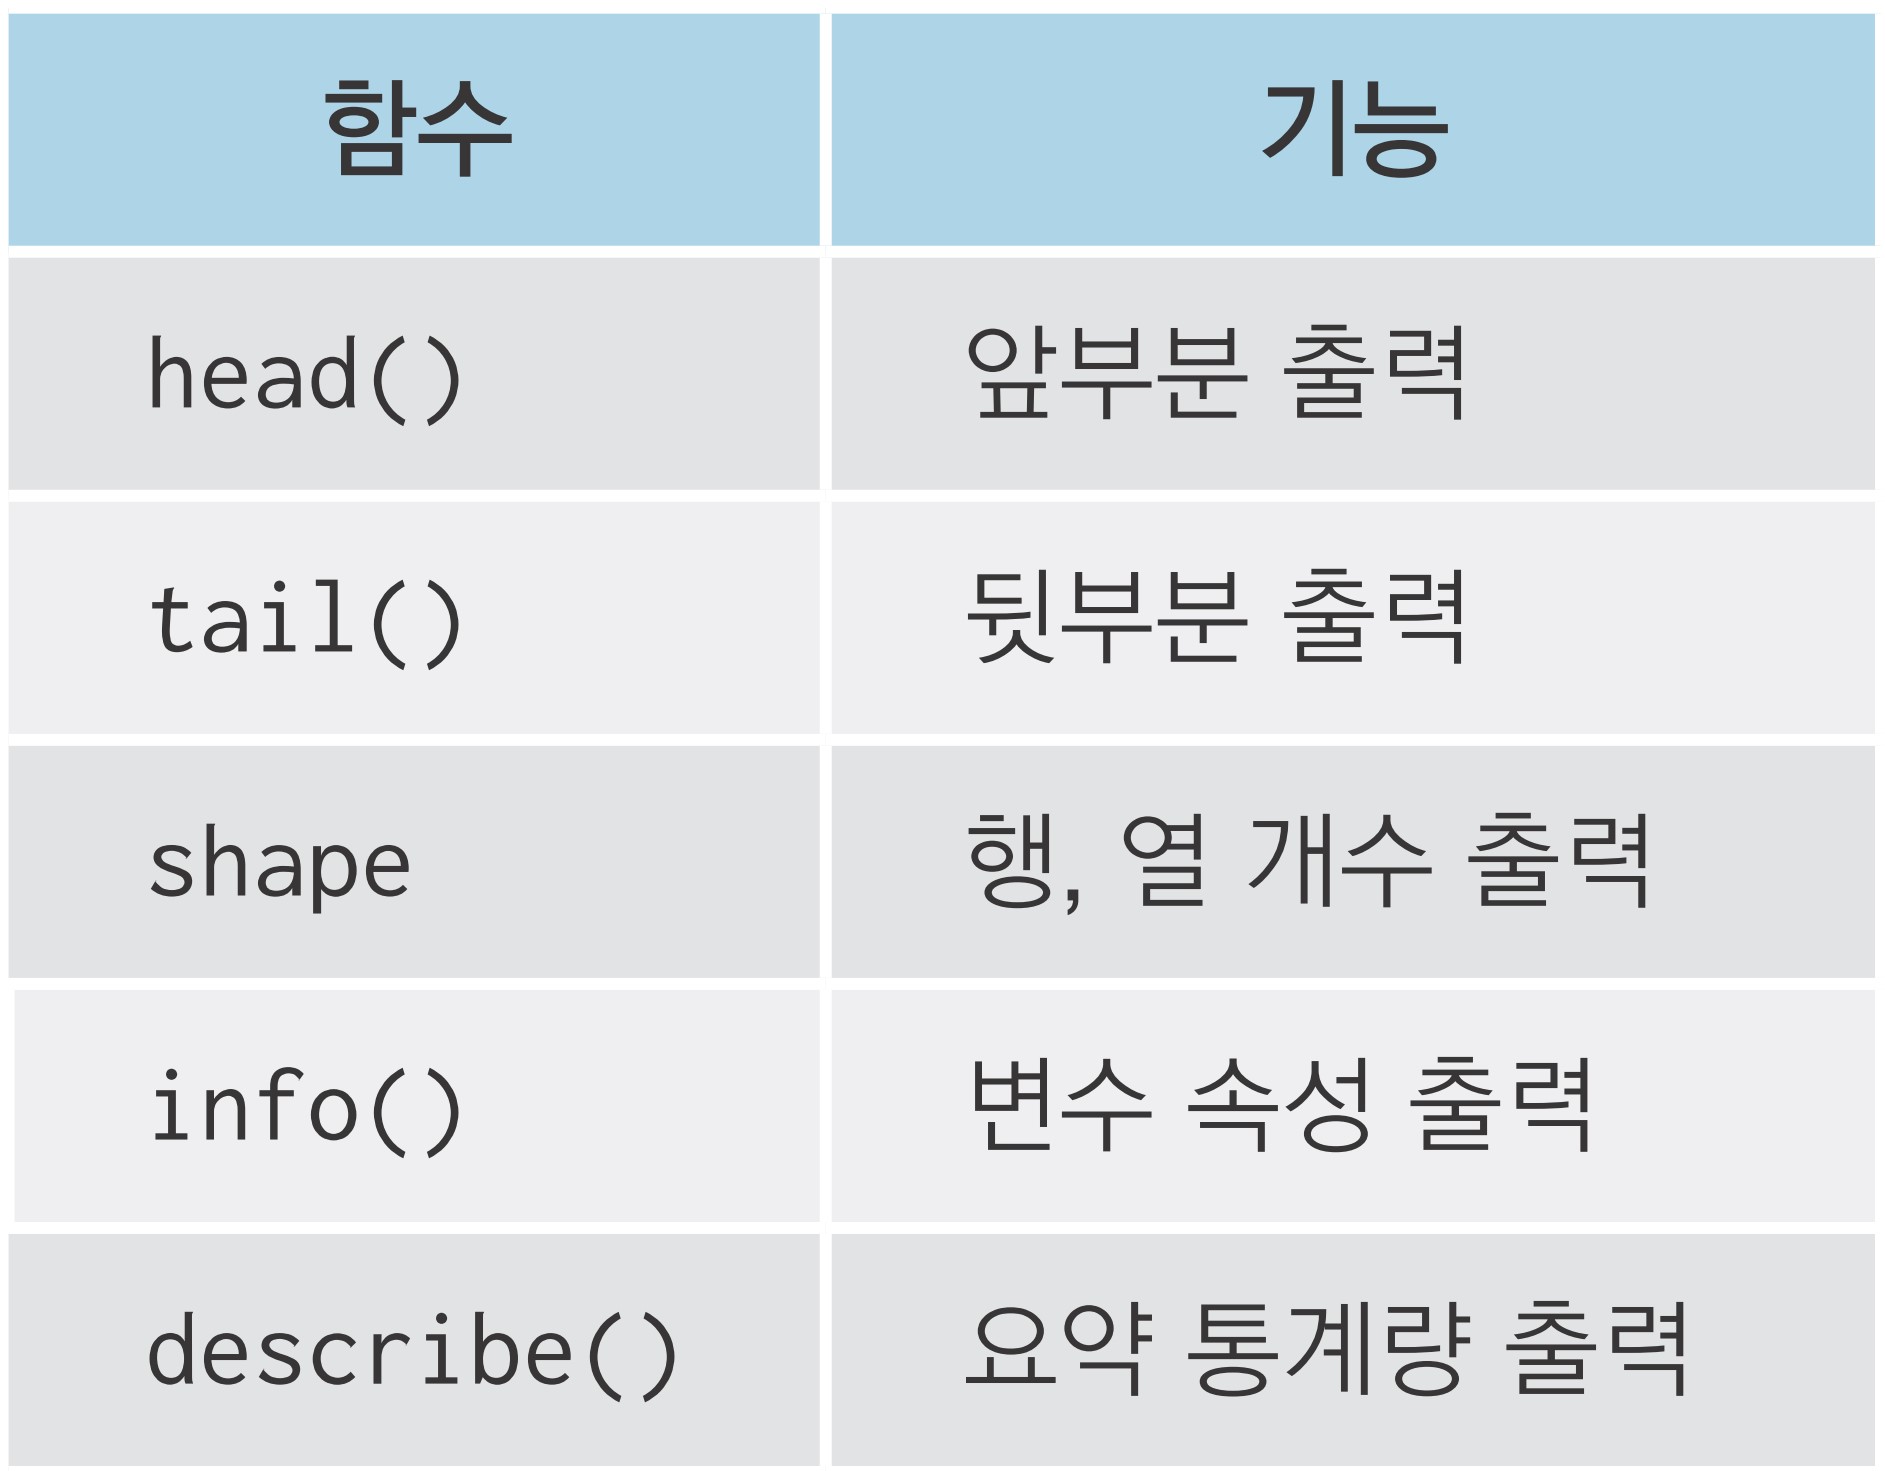 함수 기능
head() 앞부분 출력
tail() 뒷부분 출력
shape 행, 열 개수 출력
info() 변수 속성 출력
describe() 요약 통계량 출력